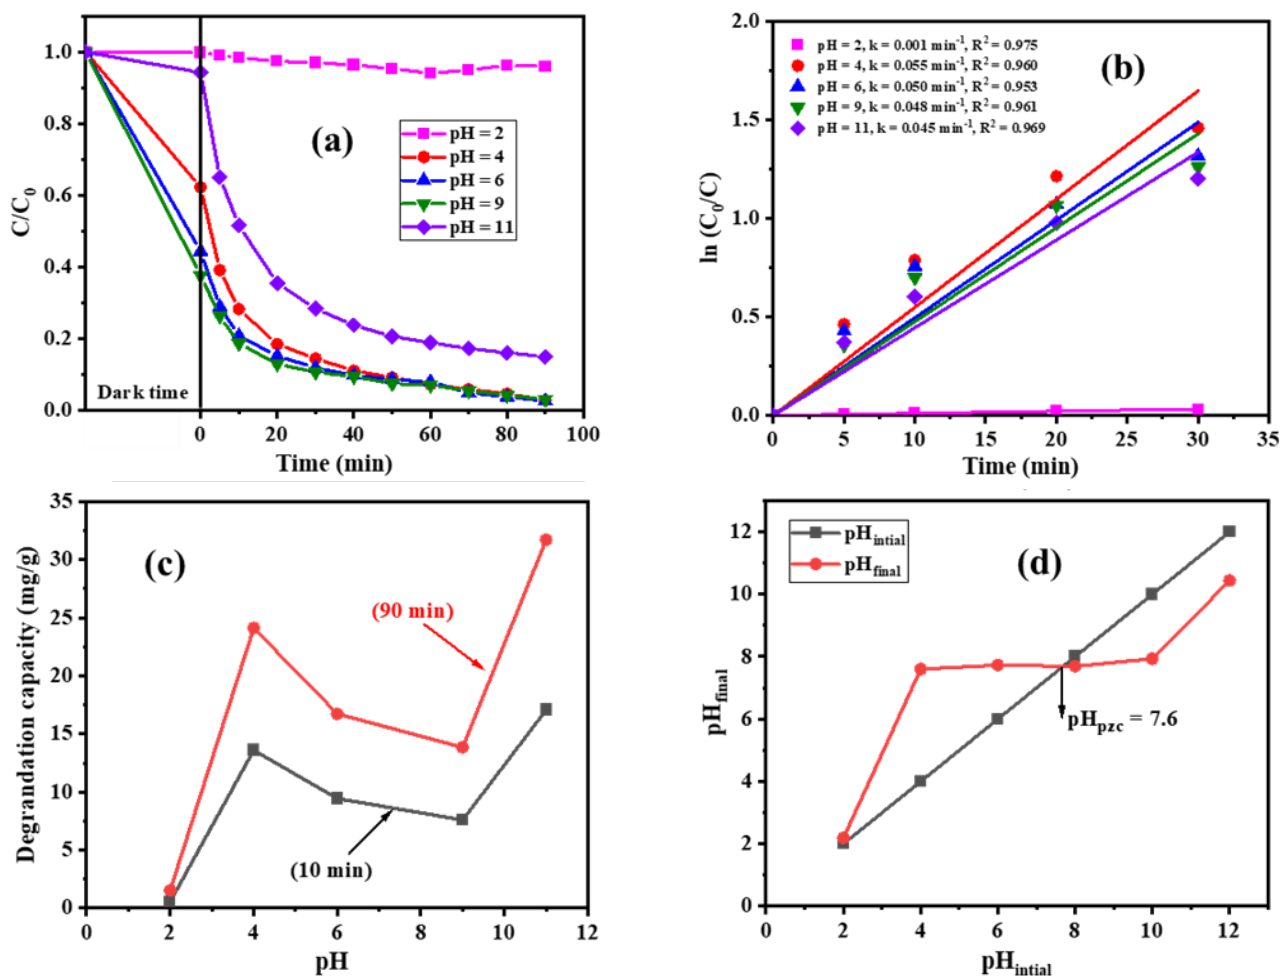 1.0
0.8
0.6
0.4
0.2
0.0
C/C0
(a)
pH = 2
pH = 4
pH = 6
pH = 9
pH = 11
Dark time
0 20 40 60 80 100
Time (min)
2.0
1.5
1.0
0.5
0.0
ln (C0/C)
pH = 2, k = 0.001 min-1, R2 = 0.975
pH = 4, k = 0.055 min-1, R2 = 0.960
pH = 6, k = 0.050 min-1, R2 = 0.953
pH = 9, k = 0.048 min-1, R2 = 0.961
pH = 11, k = 0.045 min-1, R2 = 0.969
(b)
0 5 10 15 20 25 30 35
Time (min)
35
30
25
20
15
10
5
0
Degrandation capacity (mg/g)
(c)
(90 min)
(10 min)
0 2 4 6 8 10 12
pH
12
10
8
6
4
2
0
pHfinal
pHintial
pHfinal
(d)
pHpzc = 7.6
0 2 4 6 8 10 12
pHintial